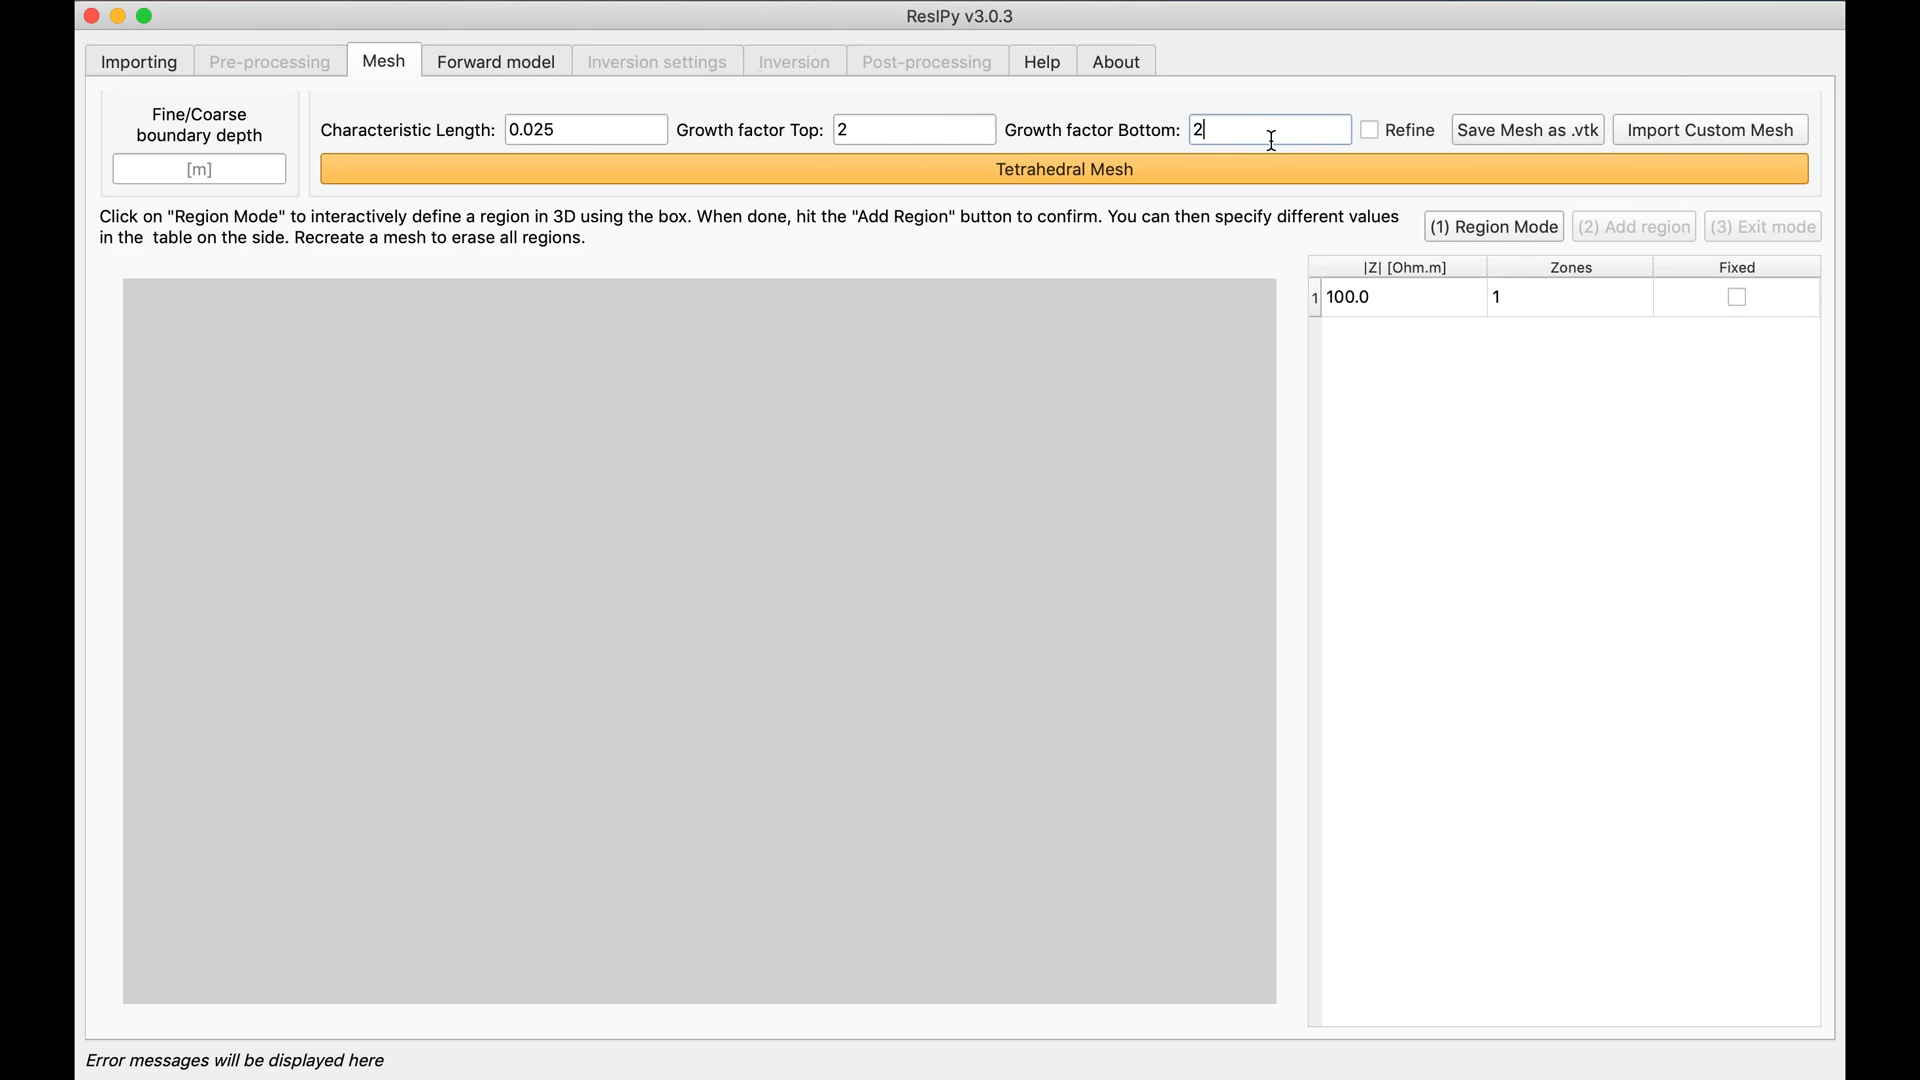 ResIPy v3.0.3
Importing Pre-processing Mesh Forward model Inversion settings Inversion Post-processing Help About
Fine/Coarse
boundary depth
[m]
Characteristic Length: 0.025 Growth factor Top: 2 Growth factor Bottom: 2 Refine Save Mesh as .vtk Import Custom Mesh
Tetrahedral Mesh
Click on "Region Mode" to interactively define a region in 3D using the box. When done, hit the "Add Region" button to confirm. You can then specify different values
in the table on the side. Recreate a mesh to erase all regions.
(1) Region Mode (2) Add region (3) Exit mode
|Z| [Ohm.m] Zones Fixed
1 100.0 1
Error messages will be displayed here